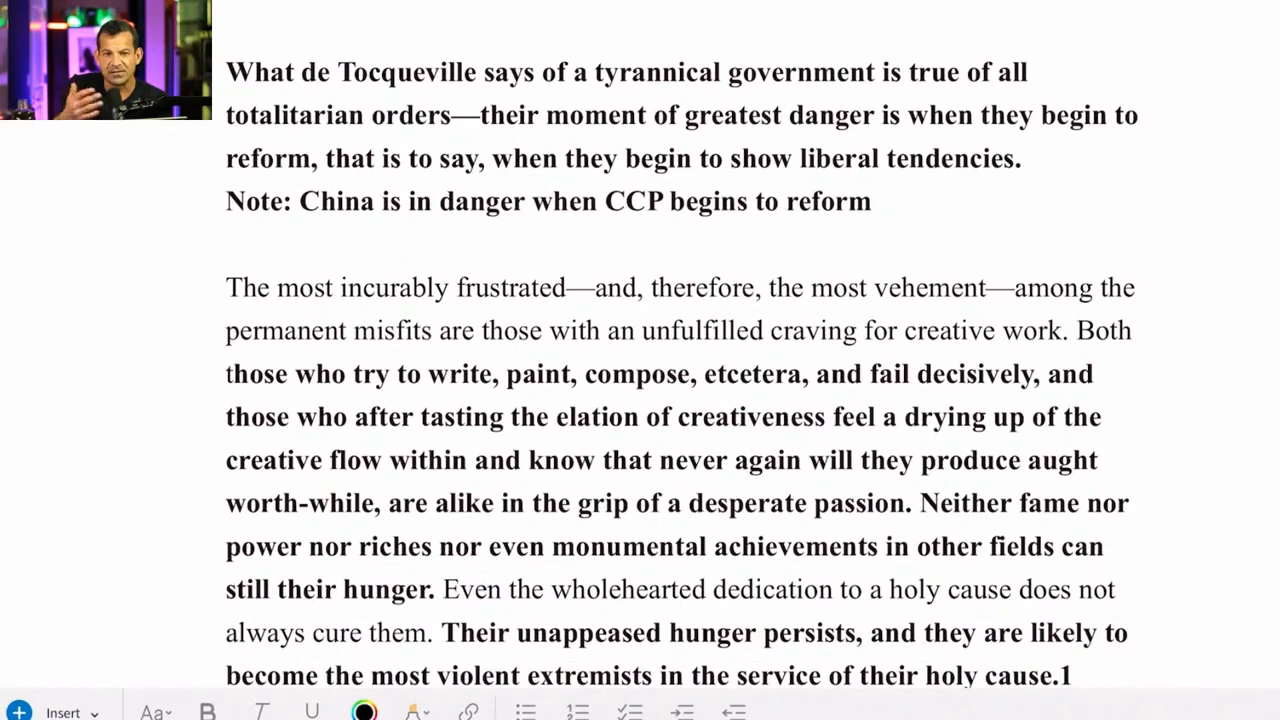 What de Tocqueville says of a tyrannical government is true of all
totalitarian orders—their moment of greatest danger is when they begin to
reform, that is to say, when they begin to show liberal tendencies.
Note: China is in danger when CCP begins to reform
The most incurably frustrated—and, therefore, the most vehement—among the
permanent misfits are those with an unfulfilled craving for creative work. Both
those who try to write, paint, compose, etcetera, and fail decisively, and
those who after tasting the elation of creativeness feel a drying up of the
creative flow within and know that never again will they produce aught
worth-while, are alike in the grip of a desperate passion. Neither fame nor
power nor riches nor even monumental achievements in other fields can
still their hunger. Even the wholehearted dedication to a holy cause does not
always cure them. Their unappeased hunger persists, and they are likely to
become the most violent extremists in the service of their holy cause.1
Insert Aa B T U